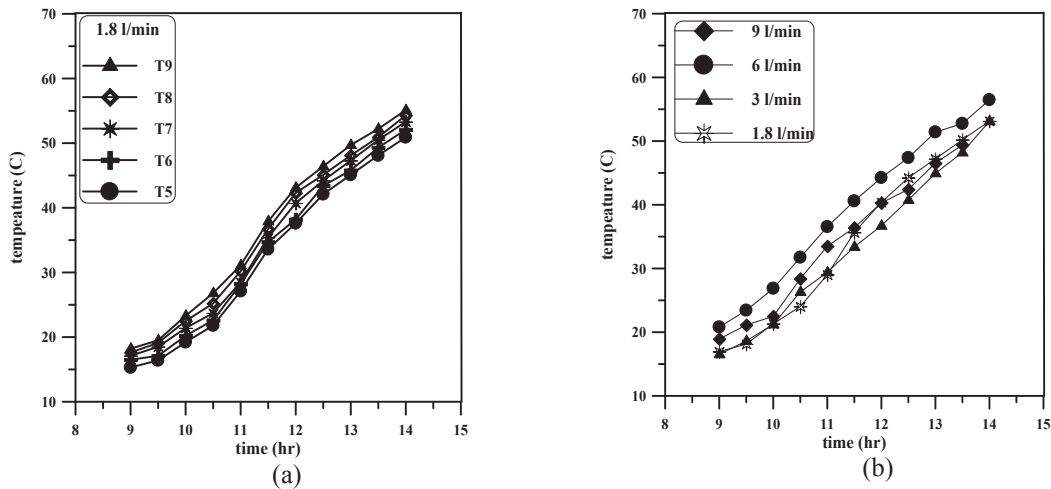 70
60
50
40
30
20
10
tempeature (C)
1.8 l/min
T9
T8
T7
T6
T5
8 9 10 11 12 13 14 15
time (hr)
(a)
70
60
50
40
30
20
10
temperature (C)
9 l/min
6 l/min
3 l/min
1.8 l/min
8 9 10 11 12 13 14 15
time (hr)
(b)